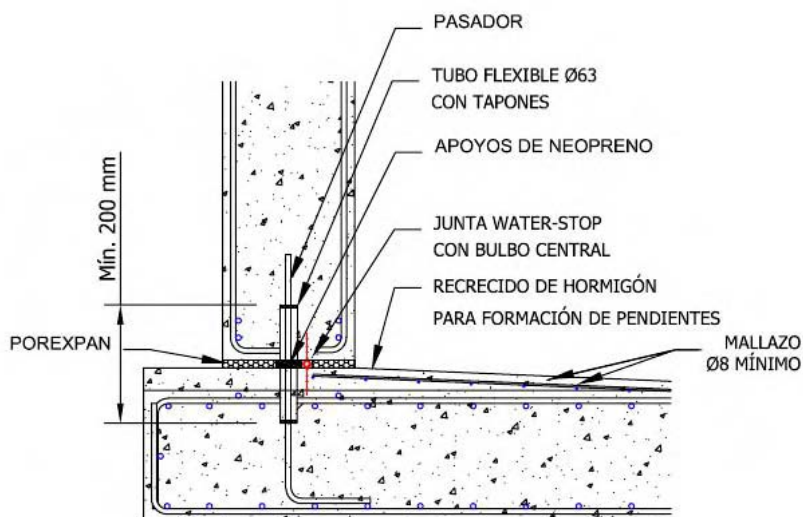 PASADOR
TUBO FLEXIBLE Ø63
CON TAPONES
APOYOS DE NEOPRENO
JUNTA WATER-STOP
CON BULBO CENTRAL
RECRECIDO DE HORMIGÓN
PARA FORMACIÓN DE PENDIENTES
MALLAZO
Ø8 MÍNIMO
Mín. 200 mm
POREXPAN